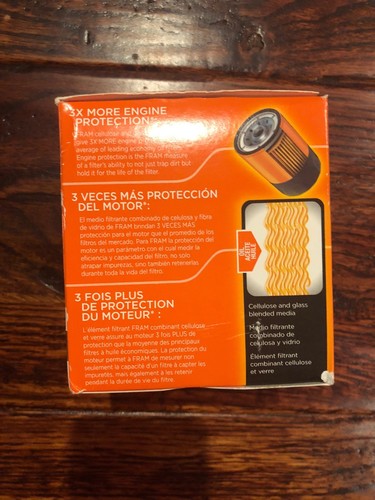 3X MORE ENGINE
PROTECTION*:
FRAM cellulose and
give 3X MORE engine
average of leading economy
Engine protection is the FRAM measure
of a filter's ability to not just trap dirt but
hold it for the life of the filter.
3 VECES MÁS PROTECCIÓN
DEL MOTOR*:
El medio filtrante combinado de celulosa y fibra
de vidrio de FRAM brindan 3 VECES MÁS
protección para el motor que el promedio de los
filtros del mercado. Para FRAM la protección del
motor es un parámetro con el cual medir la
eficiencia y capacidad del filtro, no solo
atrapar impurezas, sino también retenerlas
durante toda la vida del filtro.
OIL
ACEITE
HUILE
3 FOIS PLUS
DE PROTECTION
DU MOTEUR* :
L'élément filtrant FRAM combinant cellulose
et verre assure au moteur 3 fois PLUS de
protection que la moyenne des principaux
filtres à huile économiques. La protection du
moteur permet à FRAM de mesurer non
seulement la capacité d'un filtre à capter les
impuretés, mais également à les retenir
pendant la durée de vie du filtre.
Cellulose and glass
blended media
Medio filtrante
combinado de
celulosa y vidrio
Élément filtrant
combinant cellulose
et verre